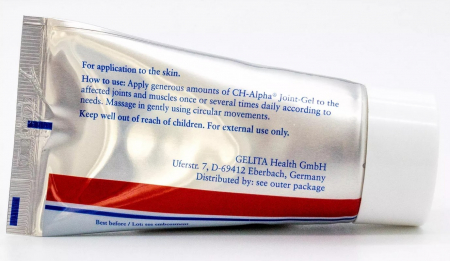 For application to the skin.
How to use: Apply generous amounts of CH-Alpha® Joint-Gel to the
affected joints and muscles once or several times daily according to
needs. Massage in gently using circular movements.
Keep well out of reach of children. For external use only.
GELITA Health GmbH
Uferstr. 7, D-69412 Eberbach, Germany
Distributed by: see outer package
Best before / Lot: see embossment